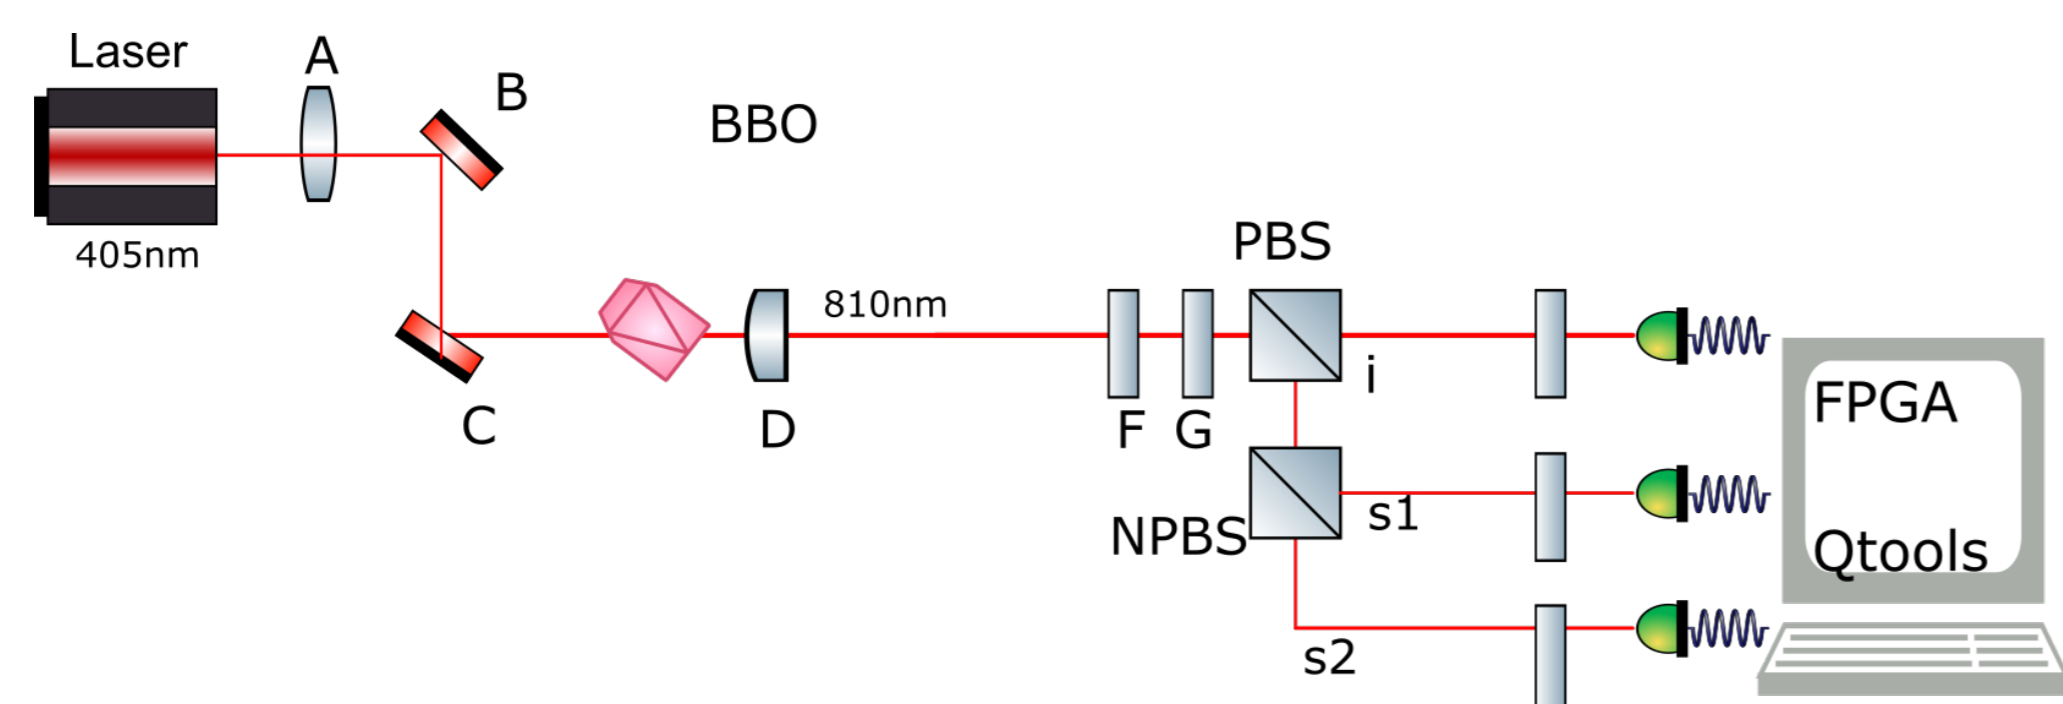 Laser
A
B
BBO
405nm
PBS
810nm
C
D
F
G
i
NPBS
s1
s2
FPGA
Qtools